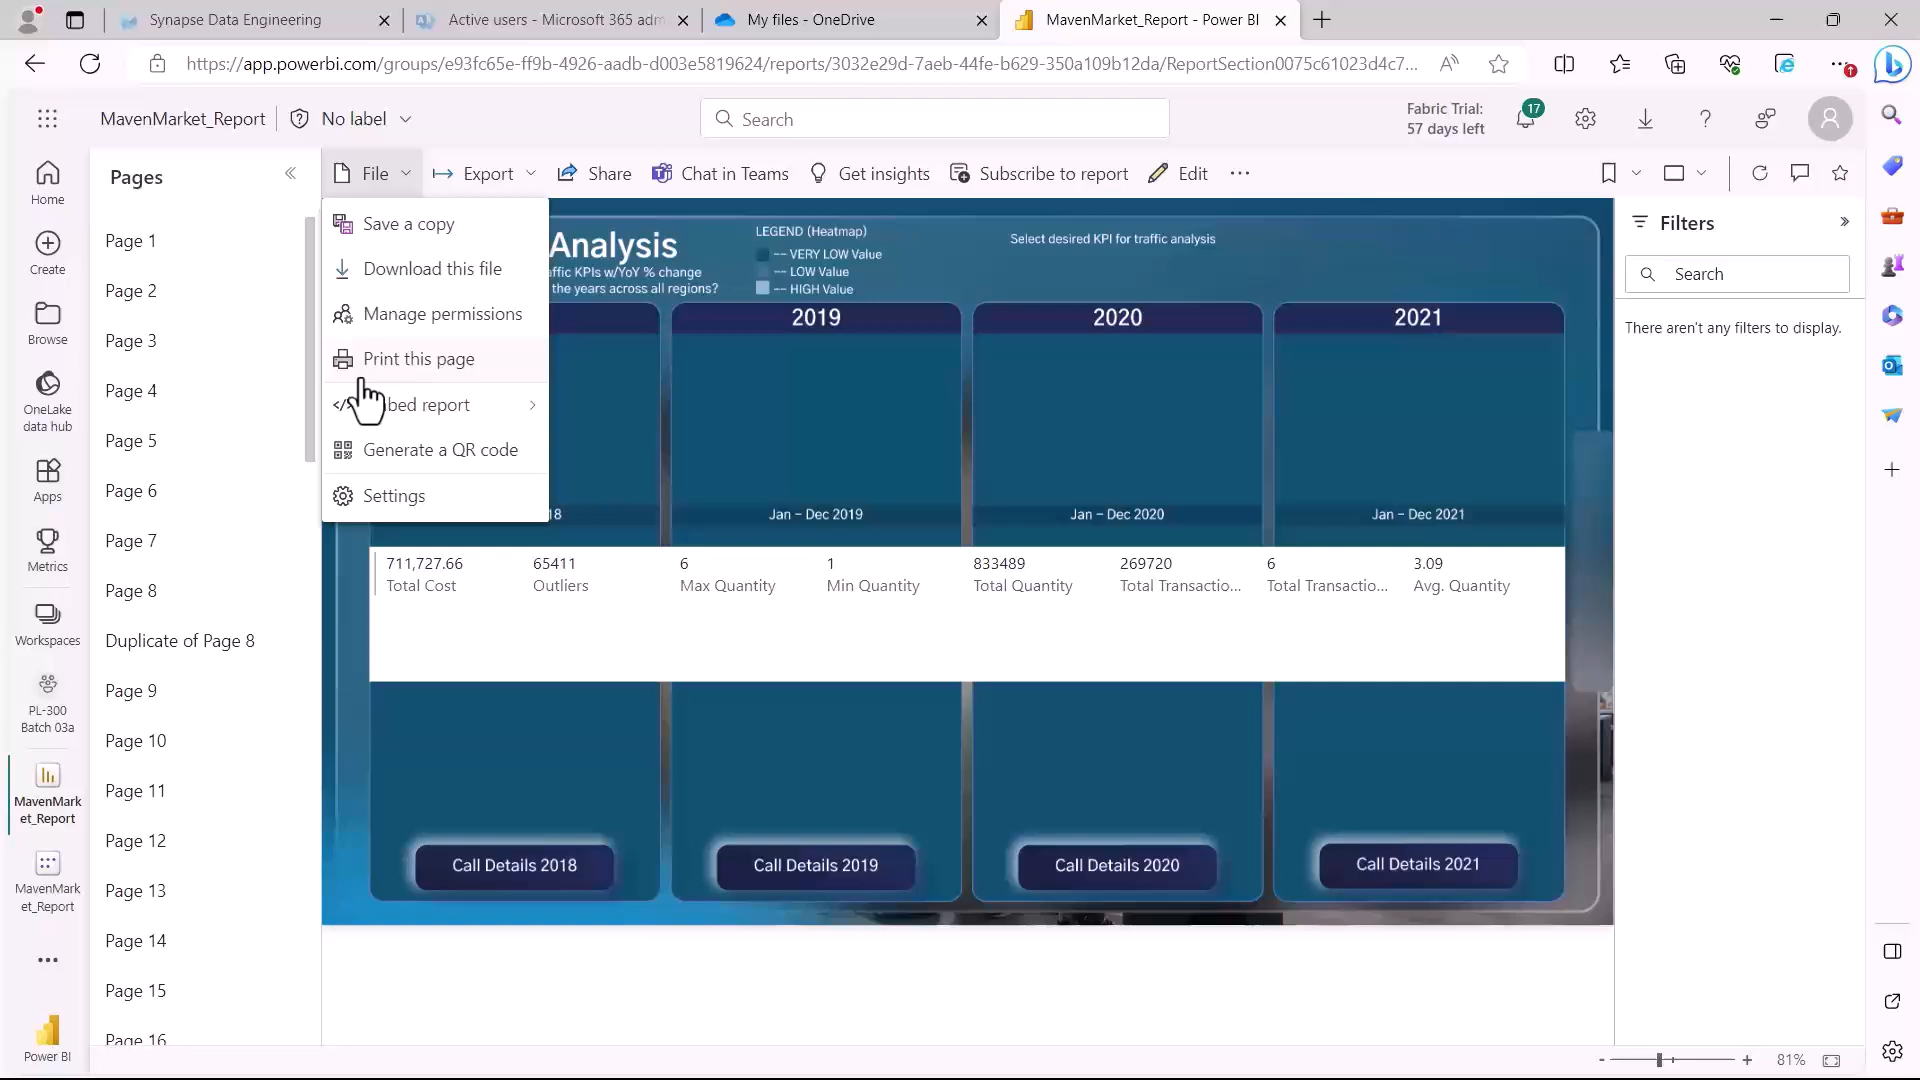 Synapse Data Engineering
Active users - Microsoft 365 adm
My files - OneDrive
MavenMarket_Report - Power BI
https://app.powerbi.com/groups/e93fc65e-ff9b-4926-aadb-d003e5819624/reports/3032e29d-7aeb-44fe-b629-350a109b12da/ReportSection0075c61023d4c7...
MavenMarket_Report
No label
Search
Fabric Trial:
57 days left
17
Home
Create
Browse
OneLake
data hub
Apps
Metrics
Workspaces
PL-300
Batch 03a
MavenMark
et_Report
MavenMark
et_Report
Power BI
Pages
Page 1
Page 2
Page 3
Page 4
Page 5
Page 6
Page 7
Page 8
Duplicate of Page 8
Page 9
Page 10
Page 11
Page 12
Page 13
Page 14
Page 15
Page 16
File
Export
Share
Chat in Teams
Get insights
Subscribe to report
Edit
Save a copy
Download this file
Manage permissions
Print this page
bed report
Generate a QR code
Settings
Analysis
ffic KPIs w/YoY % change
the years across all regions?
LEGEND (Heatmap)
-- VERY LOW Value
-- LOW Value
-- HIGH Value
Select desired KPI for traffic analysis
2019
2020
2021
18
Jan – Dec 2019
Jan – Dec 2020
Jan – Dec 2021
711,727.66
Total Cost
65411
Outliers
6
Max Quantity
1
Min Quantity
833489
Total Quantity
269720
Total Transactio...
6
Total Transactio...
3.09
Avg. Quantity
Call Details 2018
Call Details 2019
Call Details 2020
Call Details 2021
Filters
Search
There aren't any filters to display.
81%